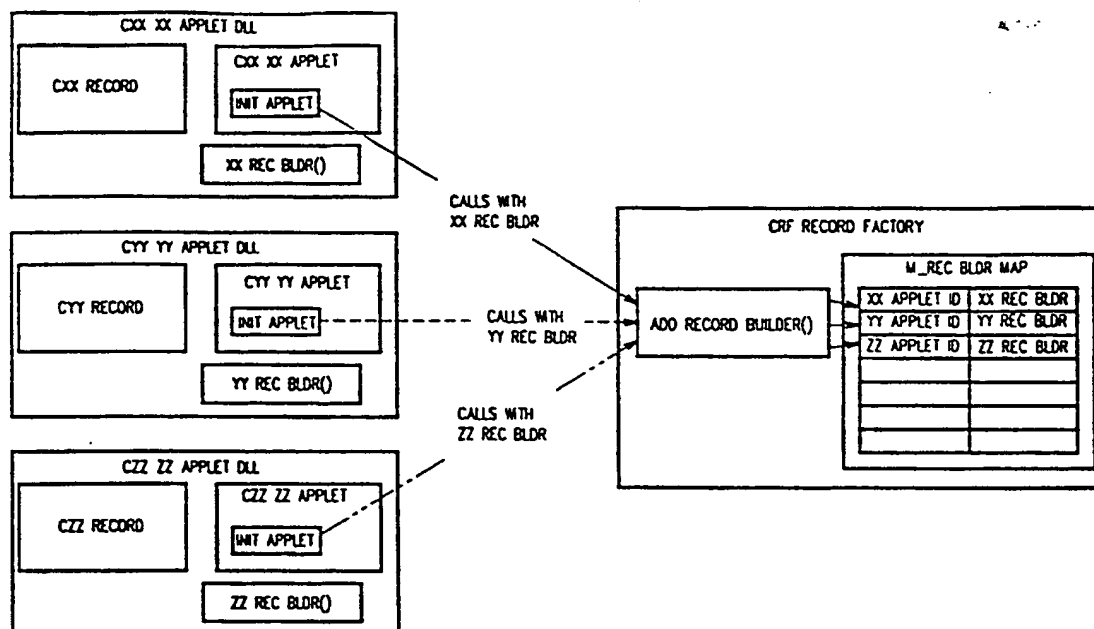 CXX XX APPLET DLL
CXX RECORD
CXX XX APPLET
INIT APPLET
XX REC BLDR()
CYY YY APPLET DLL
CYY RECORD
CYY YY APPLET
INIT APPLET
YY REC BLDR()
CZZ ZZ APPLET DLL
CZZ RECORD
CZZ ZZ APPLET
INIT APPLET
ZZ REC BLDR()
CALLS WITH
XX REC BLDR
CALLS WITH
YY REC BLDR
CALLS WITH
ZZ REC BLDR
CRF RECORD FACTORY
ADD RECORD BUILDER()
M_REC BLDR MAP
XX APPLET ID XX REC BLDR
YY APPLET ID YY REC BLDR
ZZ APPLET ID ZZ REC BLDR